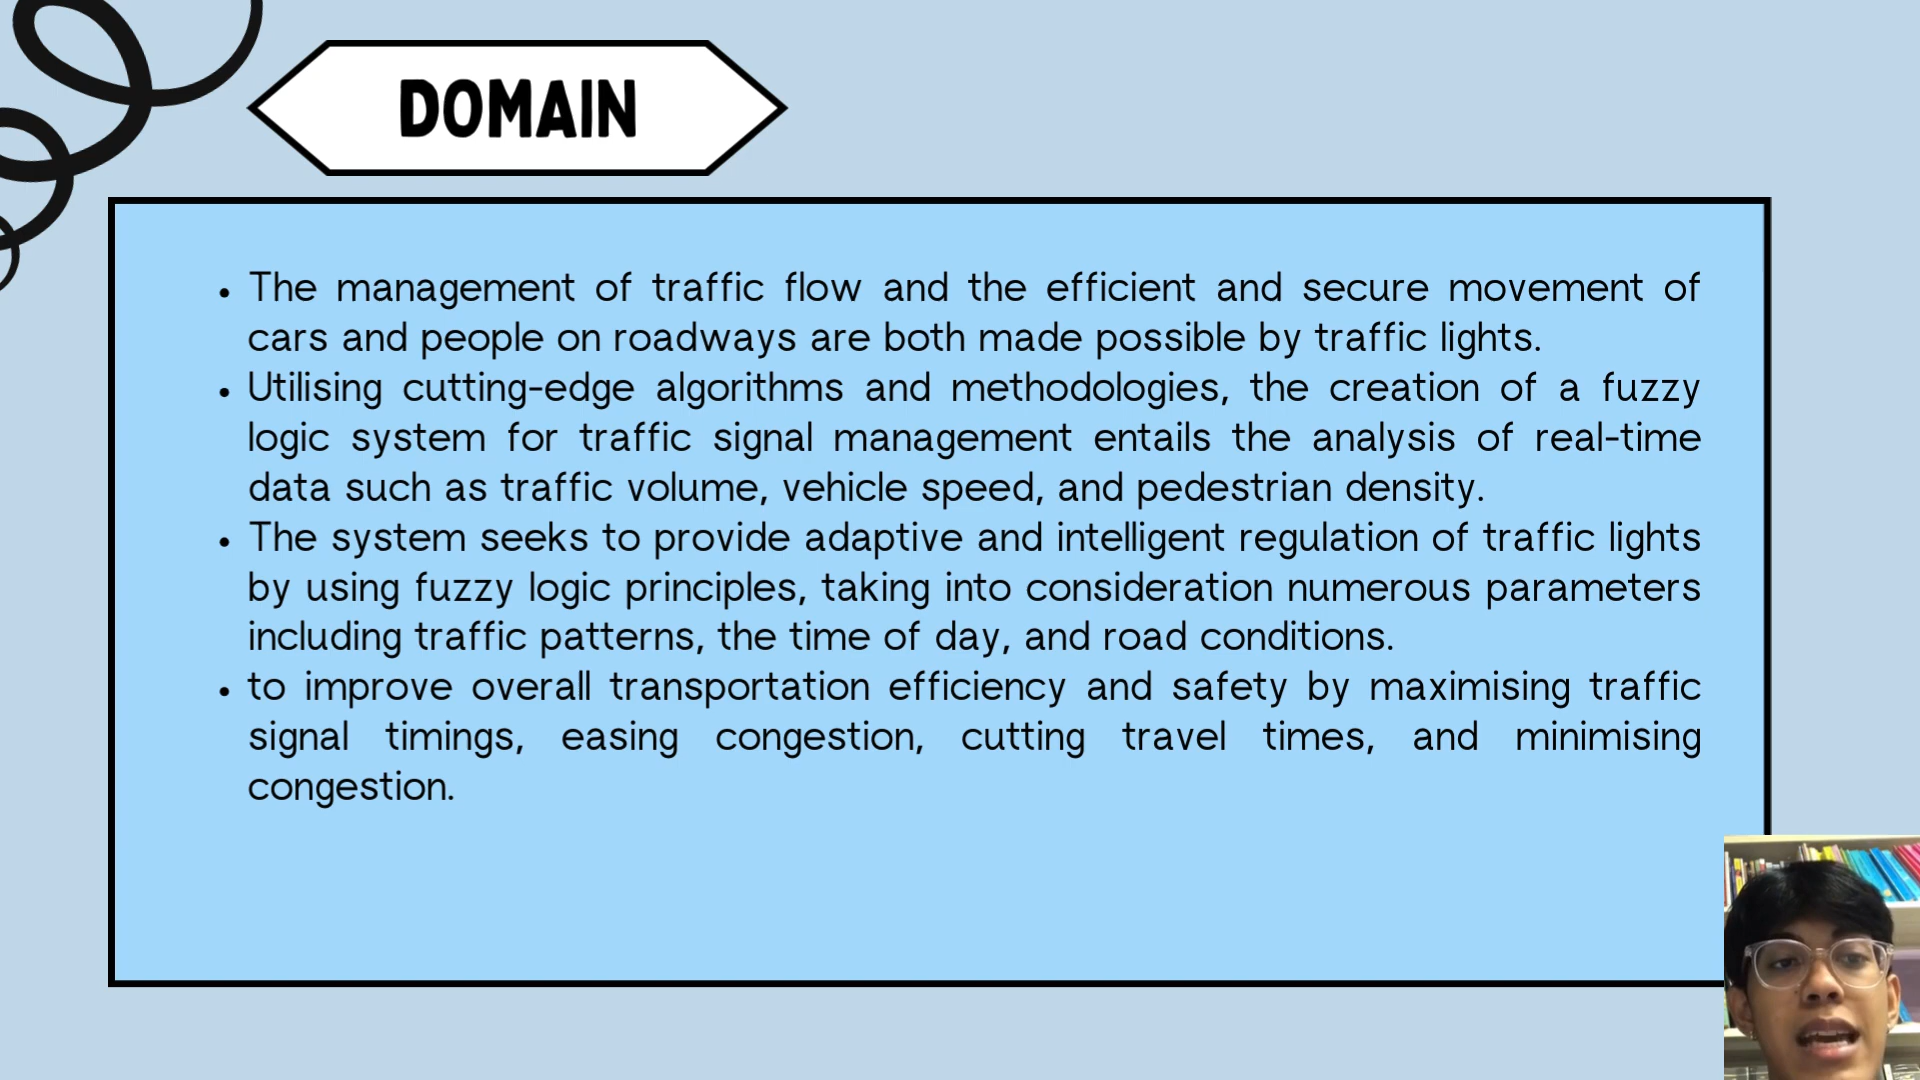 DOMAIN
• The management of traffic flow and the efficient and secure movement of
cars and people on roadways are both made possible by traffic lights.
• Utilising cutting-edge algorithms and methodologies, the creation of a fuzzy
logic system for traffic signal management entails the analysis of real-time
data such as traffic volume, vehicle speed, and pedestrian density.
• The system seeks to provide adaptive and intelligent regulation of traffic lights
by using fuzzy logic principles, taking into consideration numerous parameters
including traffic patterns, the time of day, and road conditions.
• to improve overall transportation efficiency and safety by maximising traffic
signal timings, easing congestion, cutting travel times, and minimising
congestion.